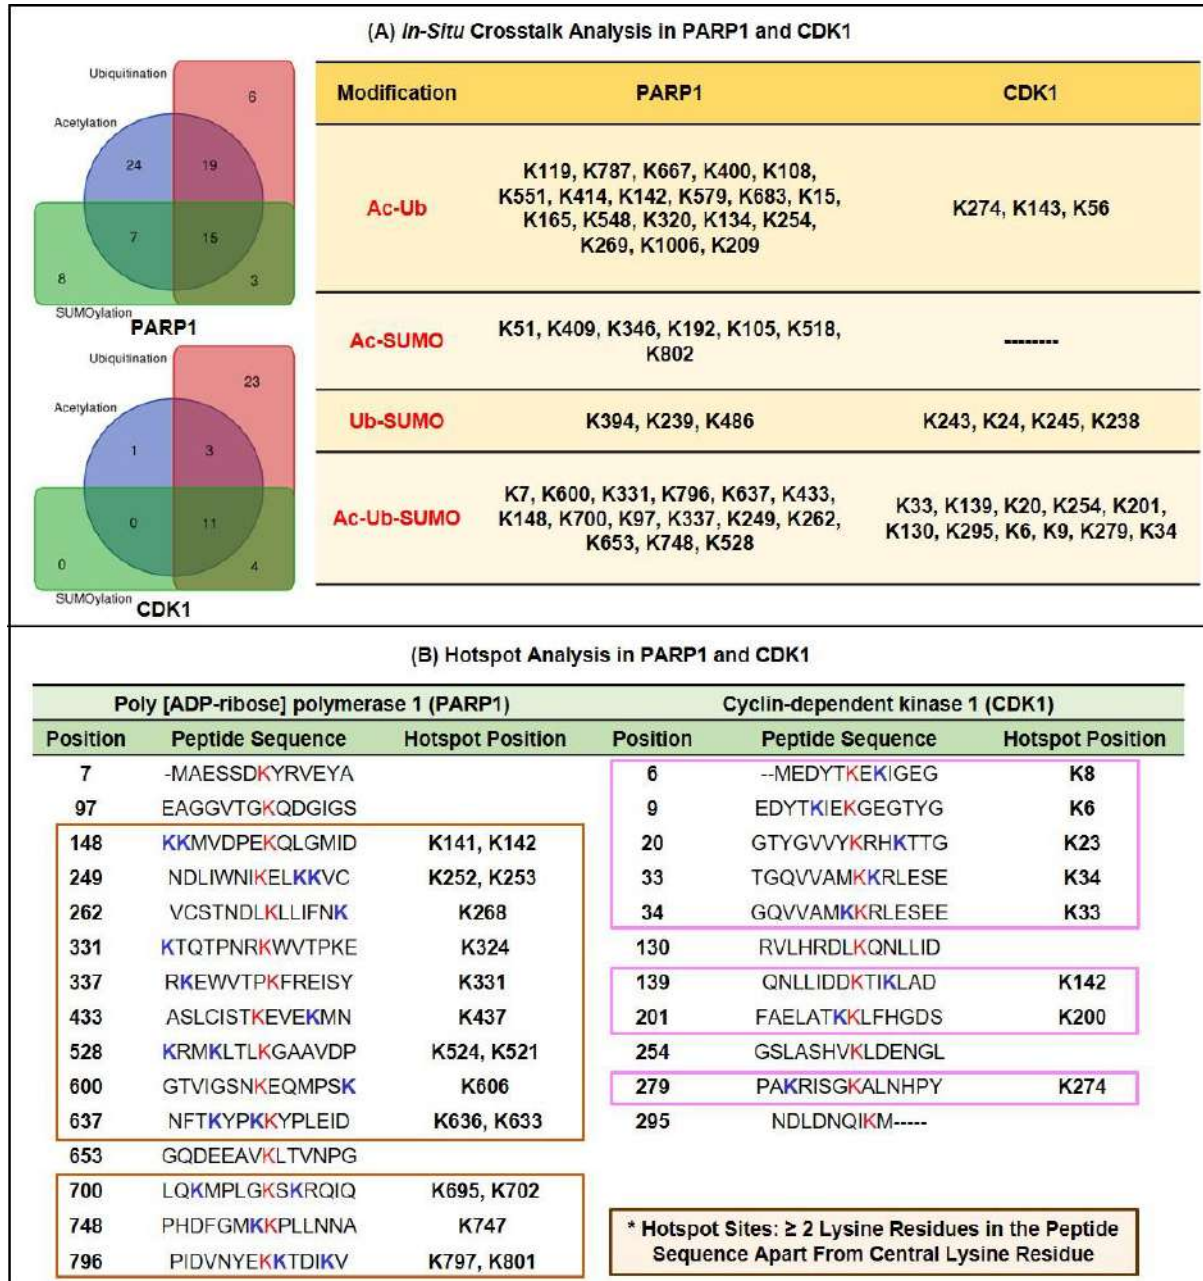 (A) In-Situ Crosstalk Analysis in PARP1 and CDK1
Ubiquitination
6
Acetylation
24
19
7
15
8
3
SUMOylation
PARP1
Ubiquitination
23
Acetylation
1
3
0
11
0
4
SUMOylation
CDK1
Modification PARP1 CDK1
Ac-Ub
K119, K787, K667, K400, K108,
K551, K414, K142, K579, K683, K15,
K165, K548, K320, K134, K254,
K269, K1006, K209
K274, K143, K56
Ac-SUMO
K51, K409, K346, K192, K105, K518,
K802
--------
Ub-SUMO
K394, K239, K486
K243, K24, K245, K238
Ac-Ub-SUMO
K7, K600, K331, K796, K637, K433,
K148, K700, K97, K337, K249, K262,
K653, K748, K528
K33, K139, K20, K254, K201,
K130, K295, K6, K9, K279, K34
(B) Hotspot Analysis in PARP1 and CDK1
Poly [ADP-ribose] polymerase 1 (PARP1)
Position Peptide Sequence Hotspot Position
7 -MAESSDKYRVEYA
97 EAGGVTGKQDGIGS
148 KKMVDPEKQLGMID K141, K142
249 NDLIWNIKELKKVC K252, K253
262 VCSTNDLKLLIFNK K268
331 KTQTPNRKWVTPKE K324
337 RKEWVTPKFREISY K331
433 ASLCISTKEVEKMN K437
528 KRMKLTLKGAAVDP K524, K521
600 GTVIGSNKEQMPSK K606
637 NFTKYPKKYPLEID K636, K633
653 GQDEEAVKLTVNPG
700 LQKMPLGKSKRQIQ K695, K702
748 PHDFGMKKPLLNNA K747
796 PIDVNYEKKTDIKV K797, K801
Cyclin-dependent kinase 1 (CDK1)
Position Peptide Sequence Hotspot Position
6 --MEDYTKEKIGEG K8
9 EDYTKIEKGEGTYG K6
20 GTYGVVYKRHKTTG K23
33 TGQVVAMKKRLESE K34
34 GQVVAMKKRLESEE K33
130 RVLHRDLKQNLLID
139 QNLLIDDKTIKLAD K142
201 FAELATKKLFHGDS K200
254 GSLASHVKLDENGL
279 PAKRISGKALNHPY K274
295 NDLDNQIKM-----
* Hotspot Sites: ≥ 2 Lysine Residues in the Peptide
Sequence Apart From Central Lysine Residue